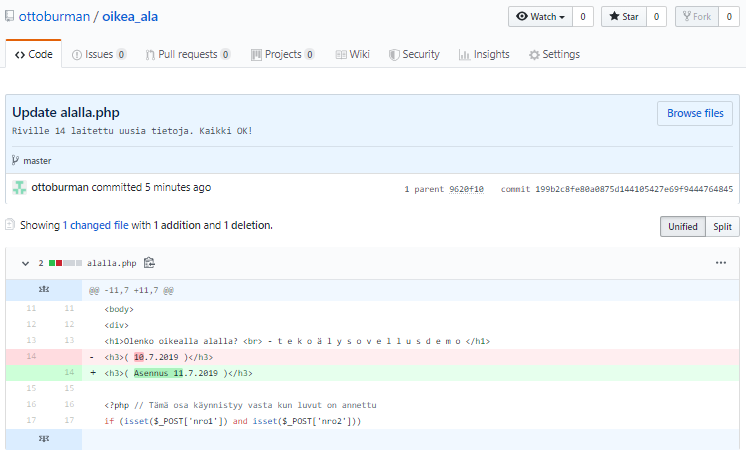 ottoburman / oikea_ala
Watch 0 Star 0 Fork 0
Code Issues 0 Pull requests 0 Projects 0 Wiki Security Insights Settings
Update alalla.php Browse files
Riville 14 laitettu uusia tietoja. Kaikki OK!
master
ottoburman committed 5 minutes ago 1 parent 9620f10 commit 199b2c8fe80a0875d144105427e69f9444764845
Showing 1 changed file with 1 addition and 1 deletion. Unified Split
2 alalla.php ...
@@ -11,7 +11,7 @@
11 11 <body>
12 12 <div>
13 13 <h1>Olenko oikealla alalla? <br> - t e k o ä l y s o v e l l u s d e m o </h1>
14 - <h3>( 10.7.2019 )</h3>
14 + <h3>( Asennus 11.7.2019 )</h3>
15 15
16 16 <?php // Tämä osa käynnistyy vasta kun luvut on annettu
17 17 if (isset($_POST['nro1']) and isset($_POST['nro2']))